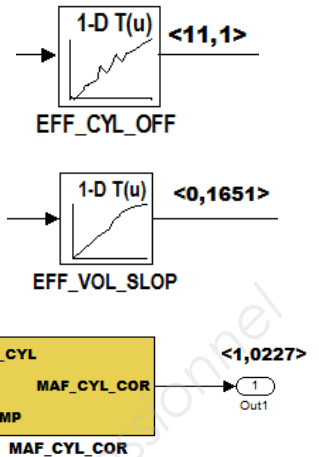 1-D T(u)
<11,1>
EFF_CYL_OFF
1-D T(u)
<0,1651>
EFF_VOL_SLOP
_CYL
<1,0227>
MAF_CYL_COR
1
Out1
MP
MAF_CYL_COR